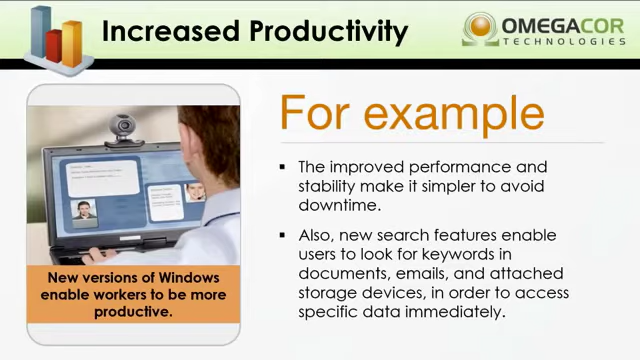 Increased Productivity
OMEGACOR
TECHNOLOGIES
For example
▪ The improved performance and
stability make it simpler to avoid
downtime.
▪ Also, new search features enable
users to look for keywords in
documents, emails, and attached
storage devices, in order to access
specific data immediately.
New versions of Windows
enable workers to be more
productive.